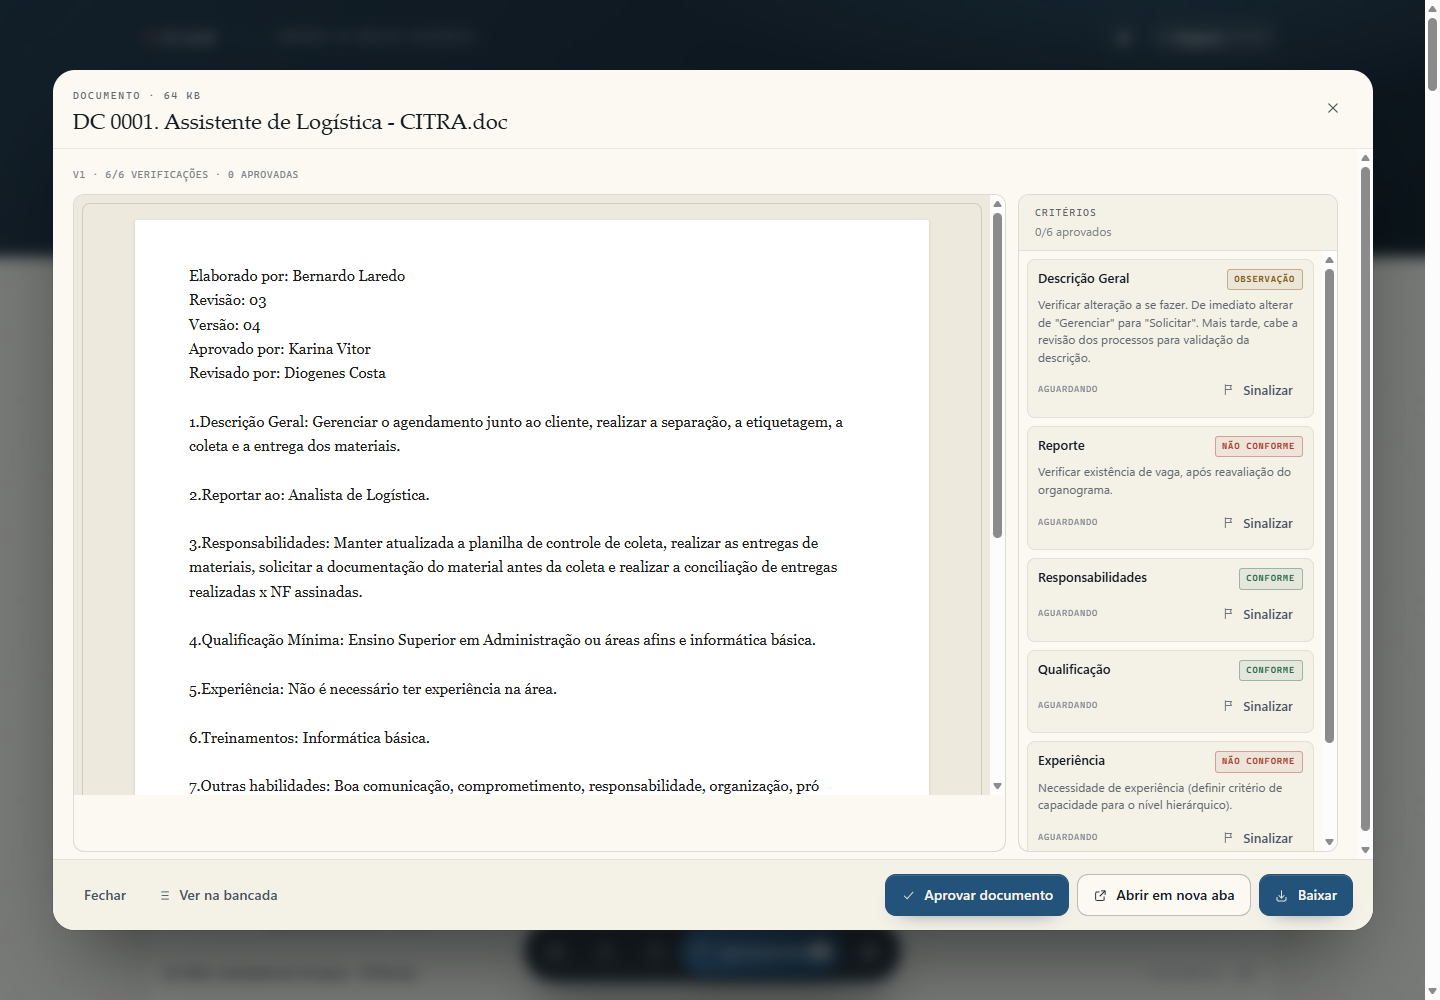 DOCUMENTO · 64 KB
DC 0001. Assistente de Logística - CITRA.doc
V1 · 6/6 VERIFICAÇÕES · 0 APROVADAS
Elaborado por: Bernardo Laredo
Revisão: 03
Versão: 04
Aprovado por: Karina Vitor
Revisado por: Diogenes Costa
1.Descrição Geral: Gerenciar o agendamento junto ao cliente, realizar a separação, a etiquetagem, a
coleta e a entrega dos materiais.
2.Reportar ao: Analista de Logística.
3.Responsabilidades: Manter atualizada a planilha de controle de coleta, realizar as entregas de
materiais, solicitar a documentação do material antes da coleta e realizar a conciliação de entregas
realizadas x NF assinadas.
4.Qualificação Mínima: Ensino Superior em Administração ou áreas afins e informática básica.
5.Experiência: Não é necessário ter experiência na área.
6.Treinamentos: Informática básica.
7.Outras habilidades: Boa comunicação, comprometimento, responsabilidade, organização, pró
CRITÉRIOS
0/6 aprovados
Descrição Geral OBSERVAÇÃO
Verificar alteração a se fazer. De imediato alterar
de "Gerenciar" para "Solicitar". Mais tarde, cabe a
revisão dos processos para validação da
descrição.
AGUARDANDO Sinalizar
Reporte NÃO CONFORME
Verificar existência de vaga, após reavaliação do
organograma.
AGUARDANDO Sinalizar
Responsabilidades CONFORME
AGUARDANDO Sinalizar
Qualificação CONFORME
AGUARDANDO Sinalizar
Experiência NÃO CONFORME
Necessidade de experiência (definir critério de
capacidade para o nível hierárquico).
AGUARDANDO Sinalizar
Fechar Ver na bancada Aprovar documento Abrir em nova aba Baixar